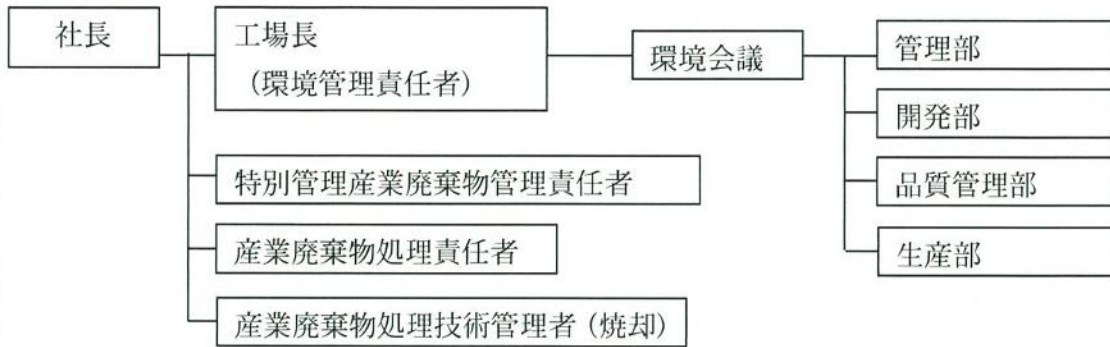 社長
工場長
(環境管理責任者)
環境会議
管理部
開発部
品質管理部
生産部
特別管理産業廃棄物管理責任者
産業廃棄物処理責任者
産業廃棄物処理技術管理者(焼却)